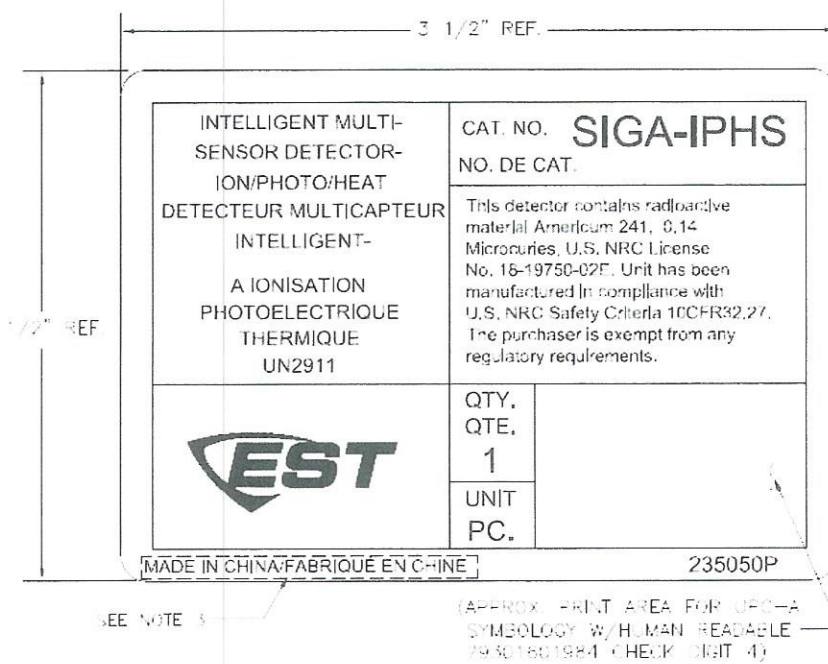 3 1/2" REF.
1/2" REF.
INTELLIGENT MULTI-
SENSOR DETECTOR-
ION/PHOTO/HEAT
DETECTEUR MULTICAPTEUR
INTELLIGENT-
A IONISATION
PHOTOELECTRIQUE
THERMIQUE
UN2911
CAT. NO. SIGA-IPHS
NO. DE CAT.
This detector contains radioactive
material Americum 241, 0.14
Microcuries, U.S. NRC License
No. 18-19750-02E. Unit has been
manufactured in compliance with
U.S. NRC Safety Criteria 10CFR32.27.
The purchaser is exempt from any
regulatory requirements.
EST
QTY.
QTE.
1
UNIT
PC.
MADE IN CHINA/FABRIQUE EN CHINE
235050P
SEE NOTE 3
(APPROX. PRINT AREA FOR UPC-A
SYMBOLOGY W/HUMAN READABLE
79301601984 CHECK DIGIT 4)